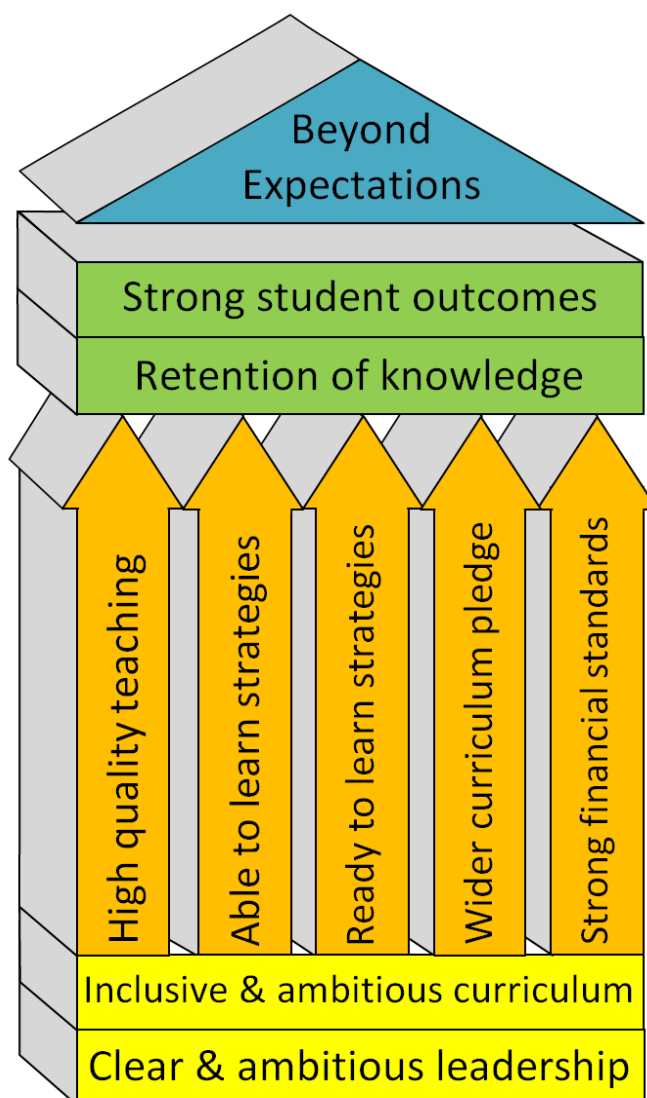 Beyond
Expectations
Strong student outcomes
Retention of knowledge
High quality teaching
Able to learn strategies
Ready to learn strategies
Wider curriculum pledge
Strong financial standards
Inclusive & ambitious curriculum
Clear & ambitious leadership